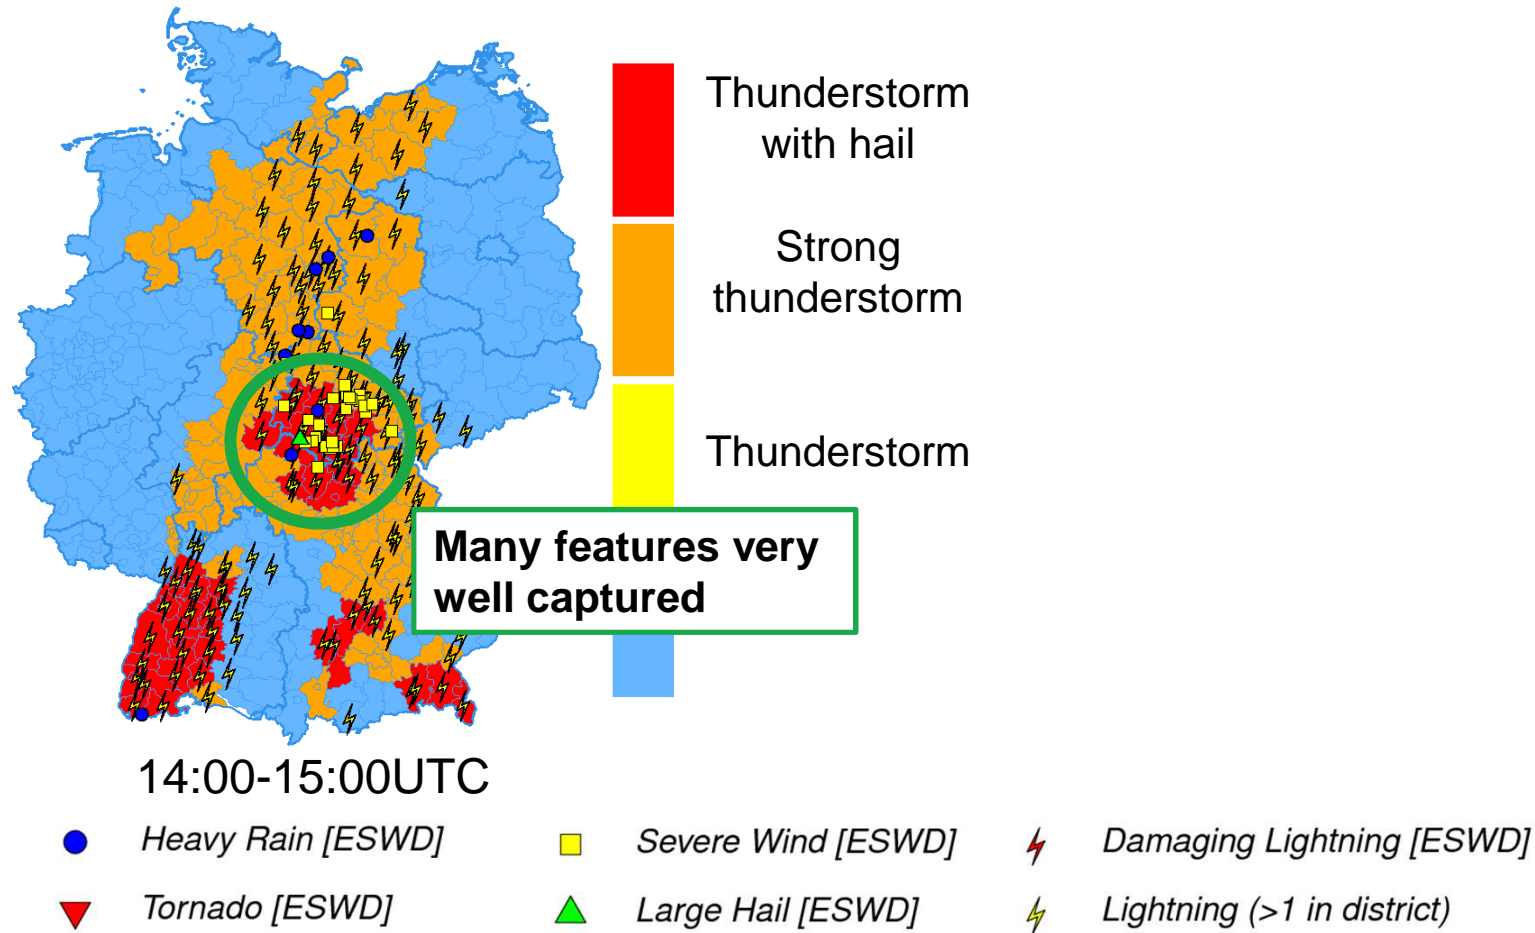 Thunderstorm
with hail
Strong
thunderstorm
Thunderstorm
Many features very
well captured
14:00-15:00UTC
Heavy Rain [ESWD]
Severe Wind [ESWD]
Damaging Lightning [ESWD]
Tornado [ESWD]
Large Hail [ESWD]
Lightning (>1 in district)